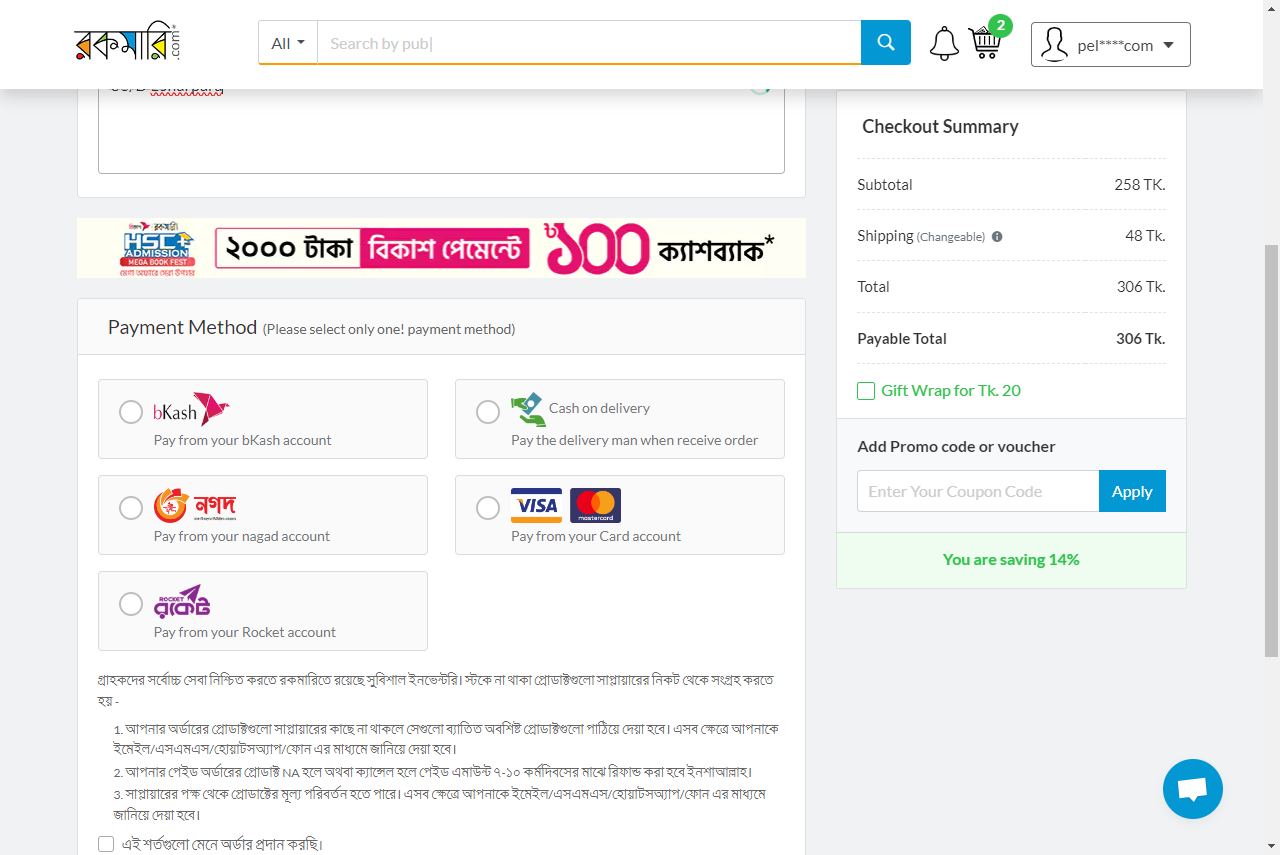 রকমারি.com
All
Search by pub
2
pel****com
Checkout Summary
Subtotal 258 TK.
Shipping (Changeable) 48 Tk.
Total 306 Tk.
Payable Total 306 Tk.
Gift Wrap for Tk. 20
Add Promo code or voucher
Enter Your Coupon Code
Apply
You are saving 14%
বিকাশ রকমারি
HSC
ADMISSION
MEGA BOOK FEST
২০০০ টাকা বিকাশ পেমেন্টে ৳১০০ ক্যাশব্যাক*
Payment Method (Please select only one! payment method)
bKash
Pay from your bKash account
Cash on delivery
Pay the delivery man when receive order
নগদ
Pay from your nagad account
VISA mastercard
Pay from your Card account
ROCKET
রকেট
Pay from your Rocket account
গ্রাহকদের সর্বোচ্চ সেবা নিশ্চিত করতে রকমারিতে রয়েছে সুবিশাল ইনভেন্টরি। স্টকে না থাকা প্রোডাক্টগুলো সাপ্লায়ারের নিকট থেকে সংগ্রহ করতে
হয় -
1. আপনার অর্ডারের প্রোডাক্টগুলো সাপ্লায়ারের কাছে না থাকলে সেগুলো ব্যাতিত অবশিষ্ট প্রোডাক্টগুলো পাঠিয়ে দেয়া হবে। এসব ক্ষেত্রে আপনাকে
ইমেইল/এসএমএস/হোয়াটসঅ্যাপ/ফোন এর মাধ্যমে জানিয়ে দেয়া হবে।
2. আপনার পেইড অর্ডারের প্রোডাক্ট NA হলে অথবা ক্যান্সেল হলে পেইড এমাউন্ট ৭-১০ কর্মদিবসের মাঝে রিফান্ড করা হবে ইনশাআল্লাহ।
3. সাপ্লায়ারের পক্ষ থেকে প্রোডাক্টের মূল্য পরিবর্তন হতে পারে। এসব ক্ষেত্রে আপনাকে ইমেইল/এসএমএস/হোয়াটসঅ্যাপ/ফোন এর মাধ্যমে
জানিয়ে দেয়া হবে।
এই শর্তগুলো মেনে অর্ডার প্রদান করছি।